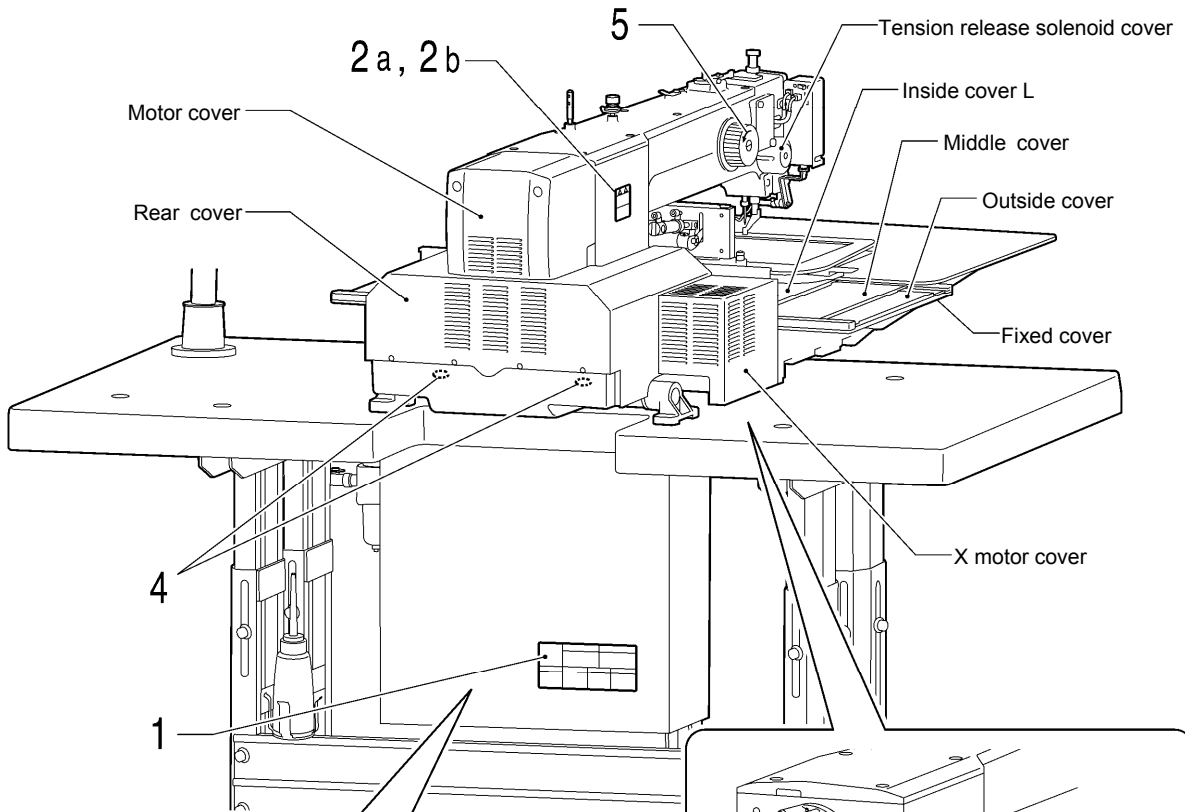 5
Tension release solenoid cover
2a, 2b
Inside cover L
Motor cover
Middle cover
Rear cover
Outside cover
Fixed cover
4
X motor cover
1